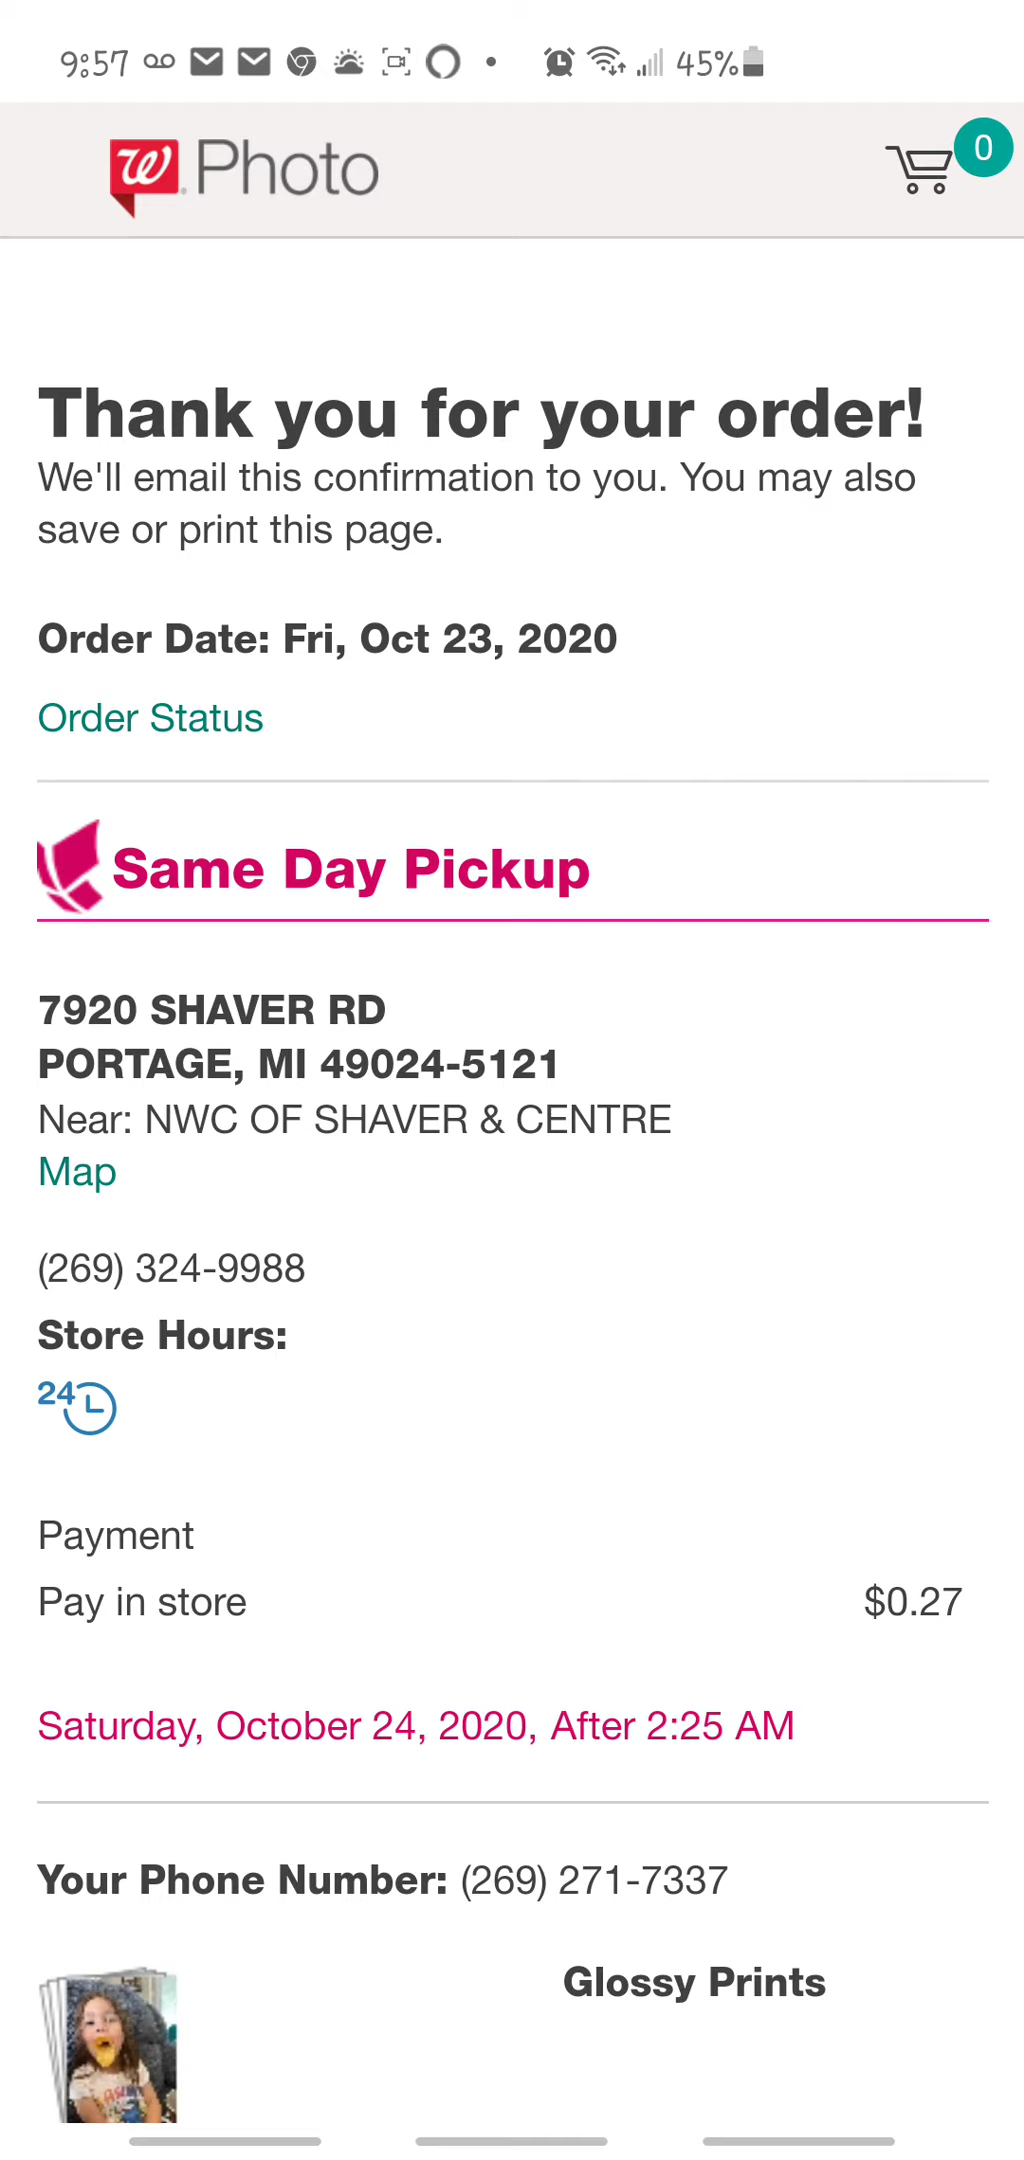 9:57 45%
W Photo 0
Thank you for your order!
We'll email this confirmation to you. You may also
save or print this page.
Order Date: Fri, Oct 23, 2020
Order Status
Same Day Pickup
7920 SHAVER RD
PORTAGE, MI 49024-5121
Near: NWC OF SHAVER & CENTRE
Map
(269) 324-9988
Store Hours:
24
Payment
Pay in store $0.27
Saturday, October 24, 2020, After 2:25 AM
Your Phone Number: (269) 271-7337
Glossy Prints